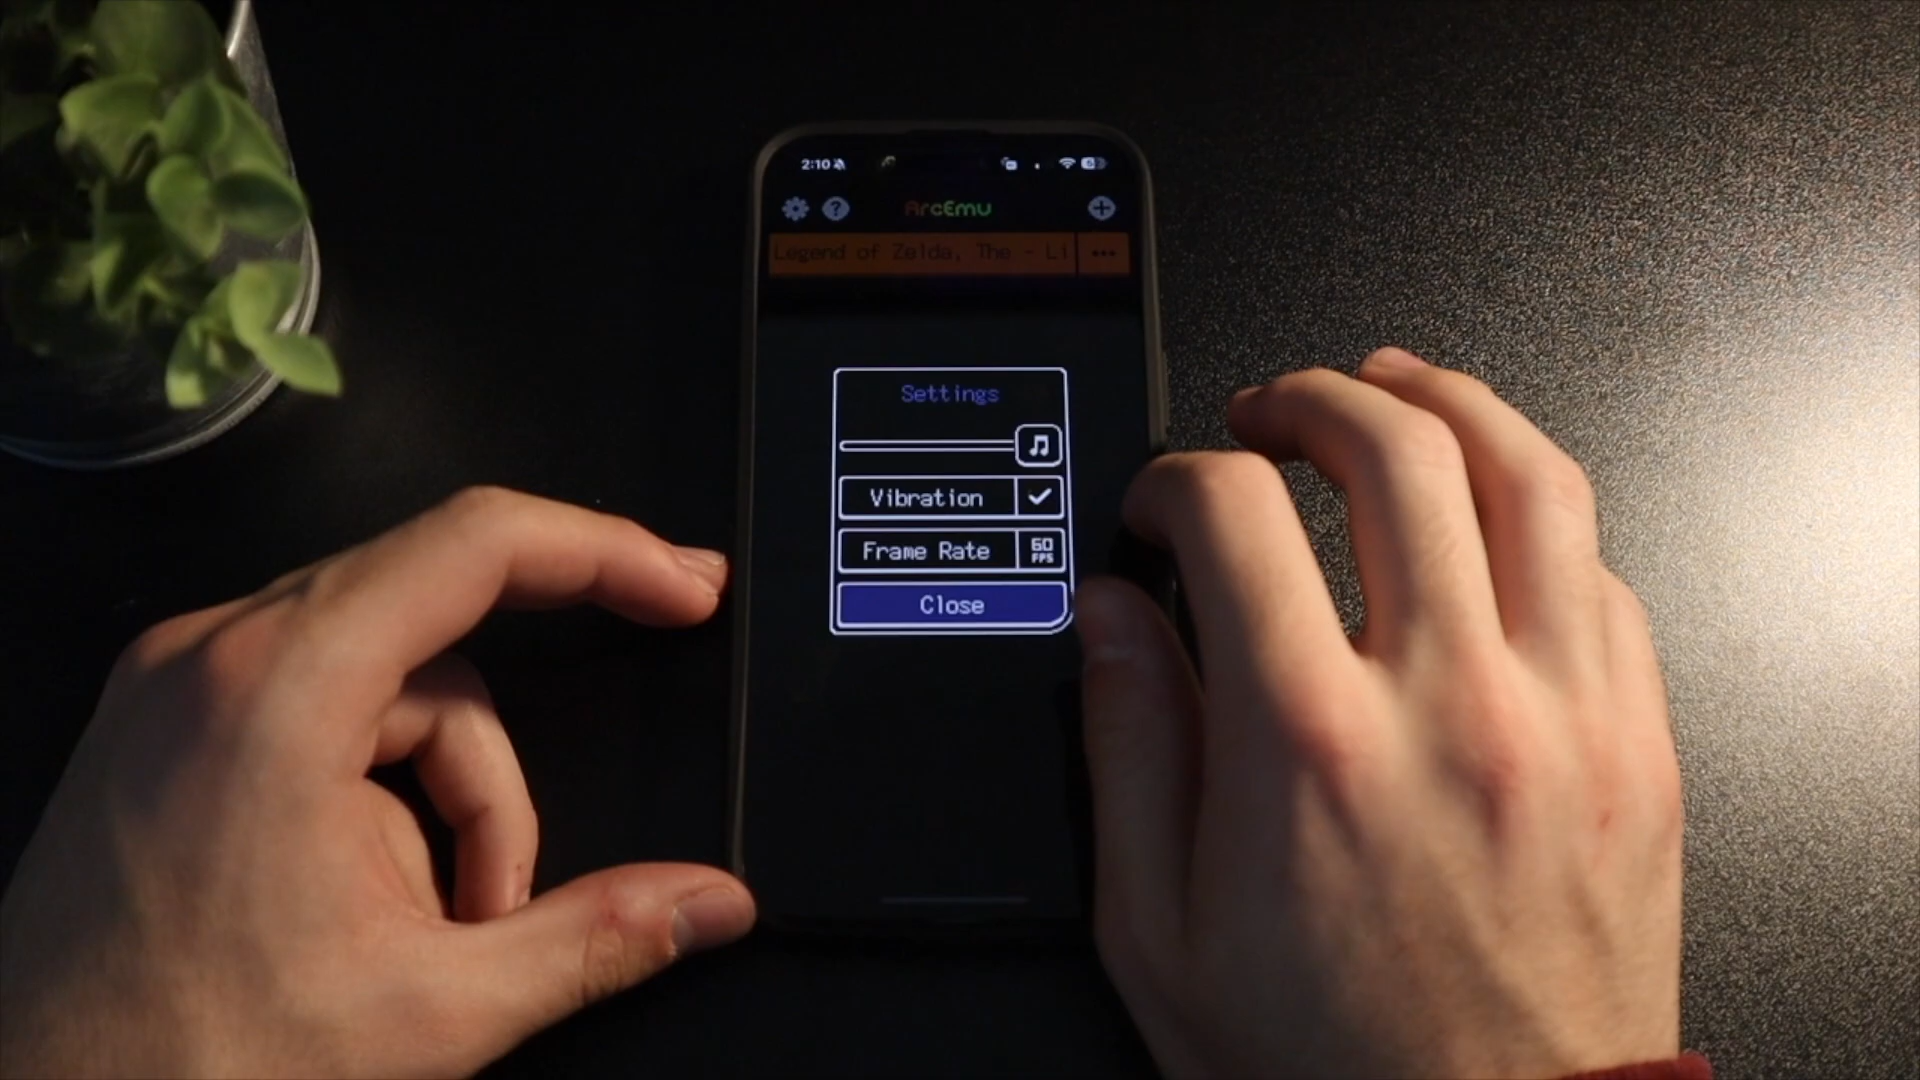 2:10
ArcEmu
Legend of Zelda, The - Li
Settings
Vibration
Frame Rate 60 FPS
Close